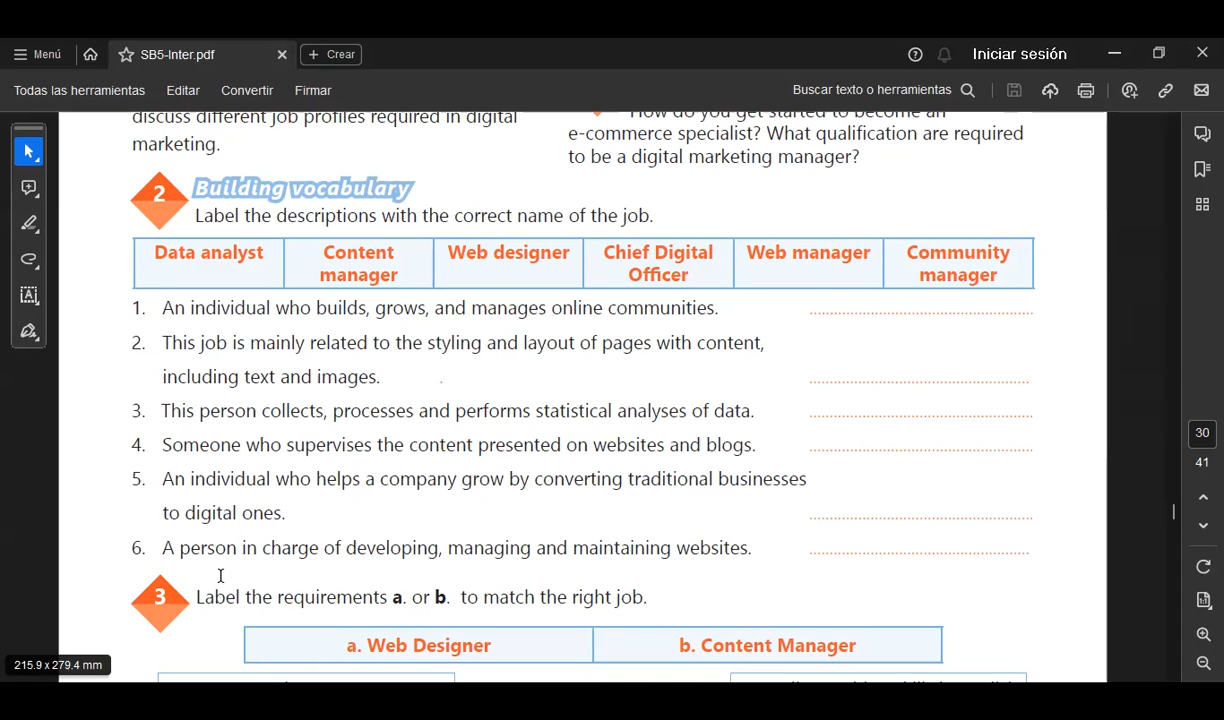 Menú
SB5-Inter.pdf
Crear
Iniciar sesión
Todas las herramientas
Editar
Convertir
Firmar
Buscar texto o herramientas
discuss different job profiles required in digital
marketing.
How do you get started to become an
e-commerce specialist? What qualification are required
to be a digital marketing manager?
2
Building vocabulary
Label the descriptions with the correct name of the job.
Data analyst
Content
manager
Web designer
Chief Digital
Officer
Web manager
Community
manager
1. An individual who builds, grows, and manages online communities.
2. This job is mainly related to the styling and layout of pages with content,
including text and images.
3. This person collects, processes and performs statistical analyses of data.
4. Someone who supervises the content presented on websites and blogs.
5. An individual who helps a company grow by converting traditional businesses
to digital ones.
6. A person in charge of developing, managing and maintaining websites.
3
Label the requirements a. or b. to match the right job.
a. Web Designer
b. Content Manager
215.9 x 279.4 mm
30
41